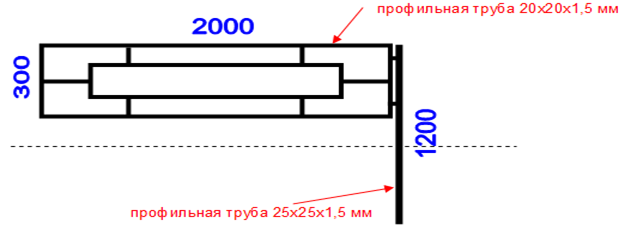 профильная труба 20х20х1,5 мм
2000
300
1200
профильная труба 25х25х1,5 мм